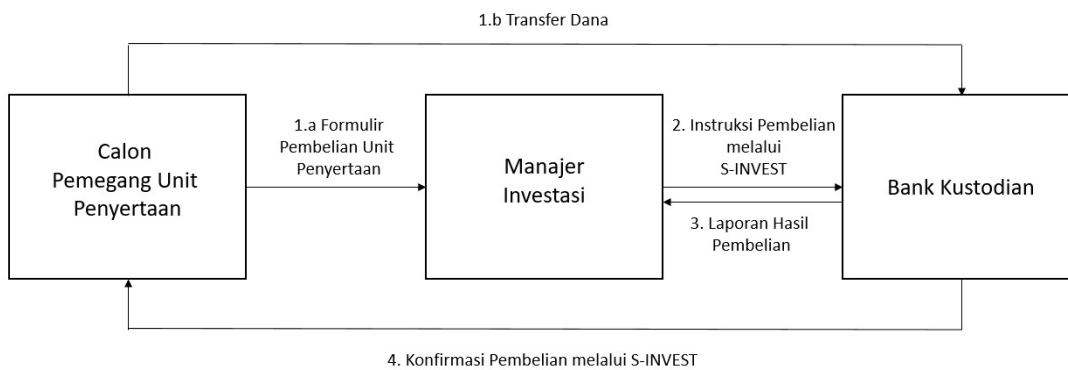 1.b Transfer Dana
Calon
Pemegang Unit
Penyertaan
1.a Formulir
Pembelian Unit
Penyertaan
Manajer
Investasi
2. Instruksi Pembelian
melalui
S-INVEST
3. Laporan Hasil
Pembelian
Bank Kustodian
4. Konfirmasi Pembelian melalui S-INVEST